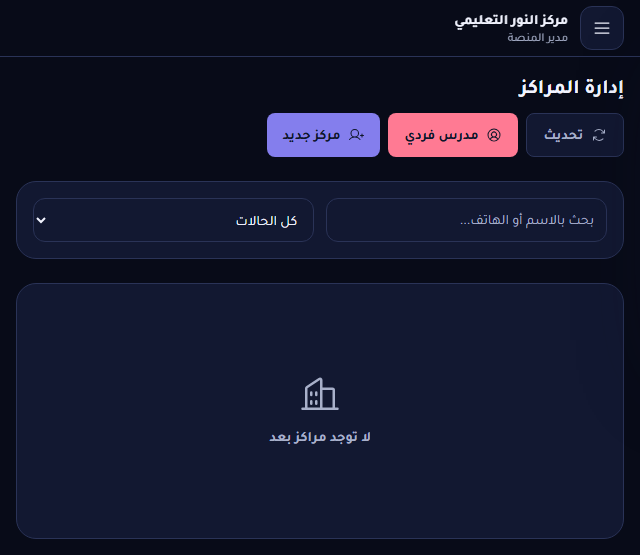 مركز النور التعليمي
مدير المنصة
إدارة المراكز
تحديث
مدرس فردي
مركز جديد
بحث بالاسم أو الهاتف...
كل الحالات
لا توجد مراكز بعد